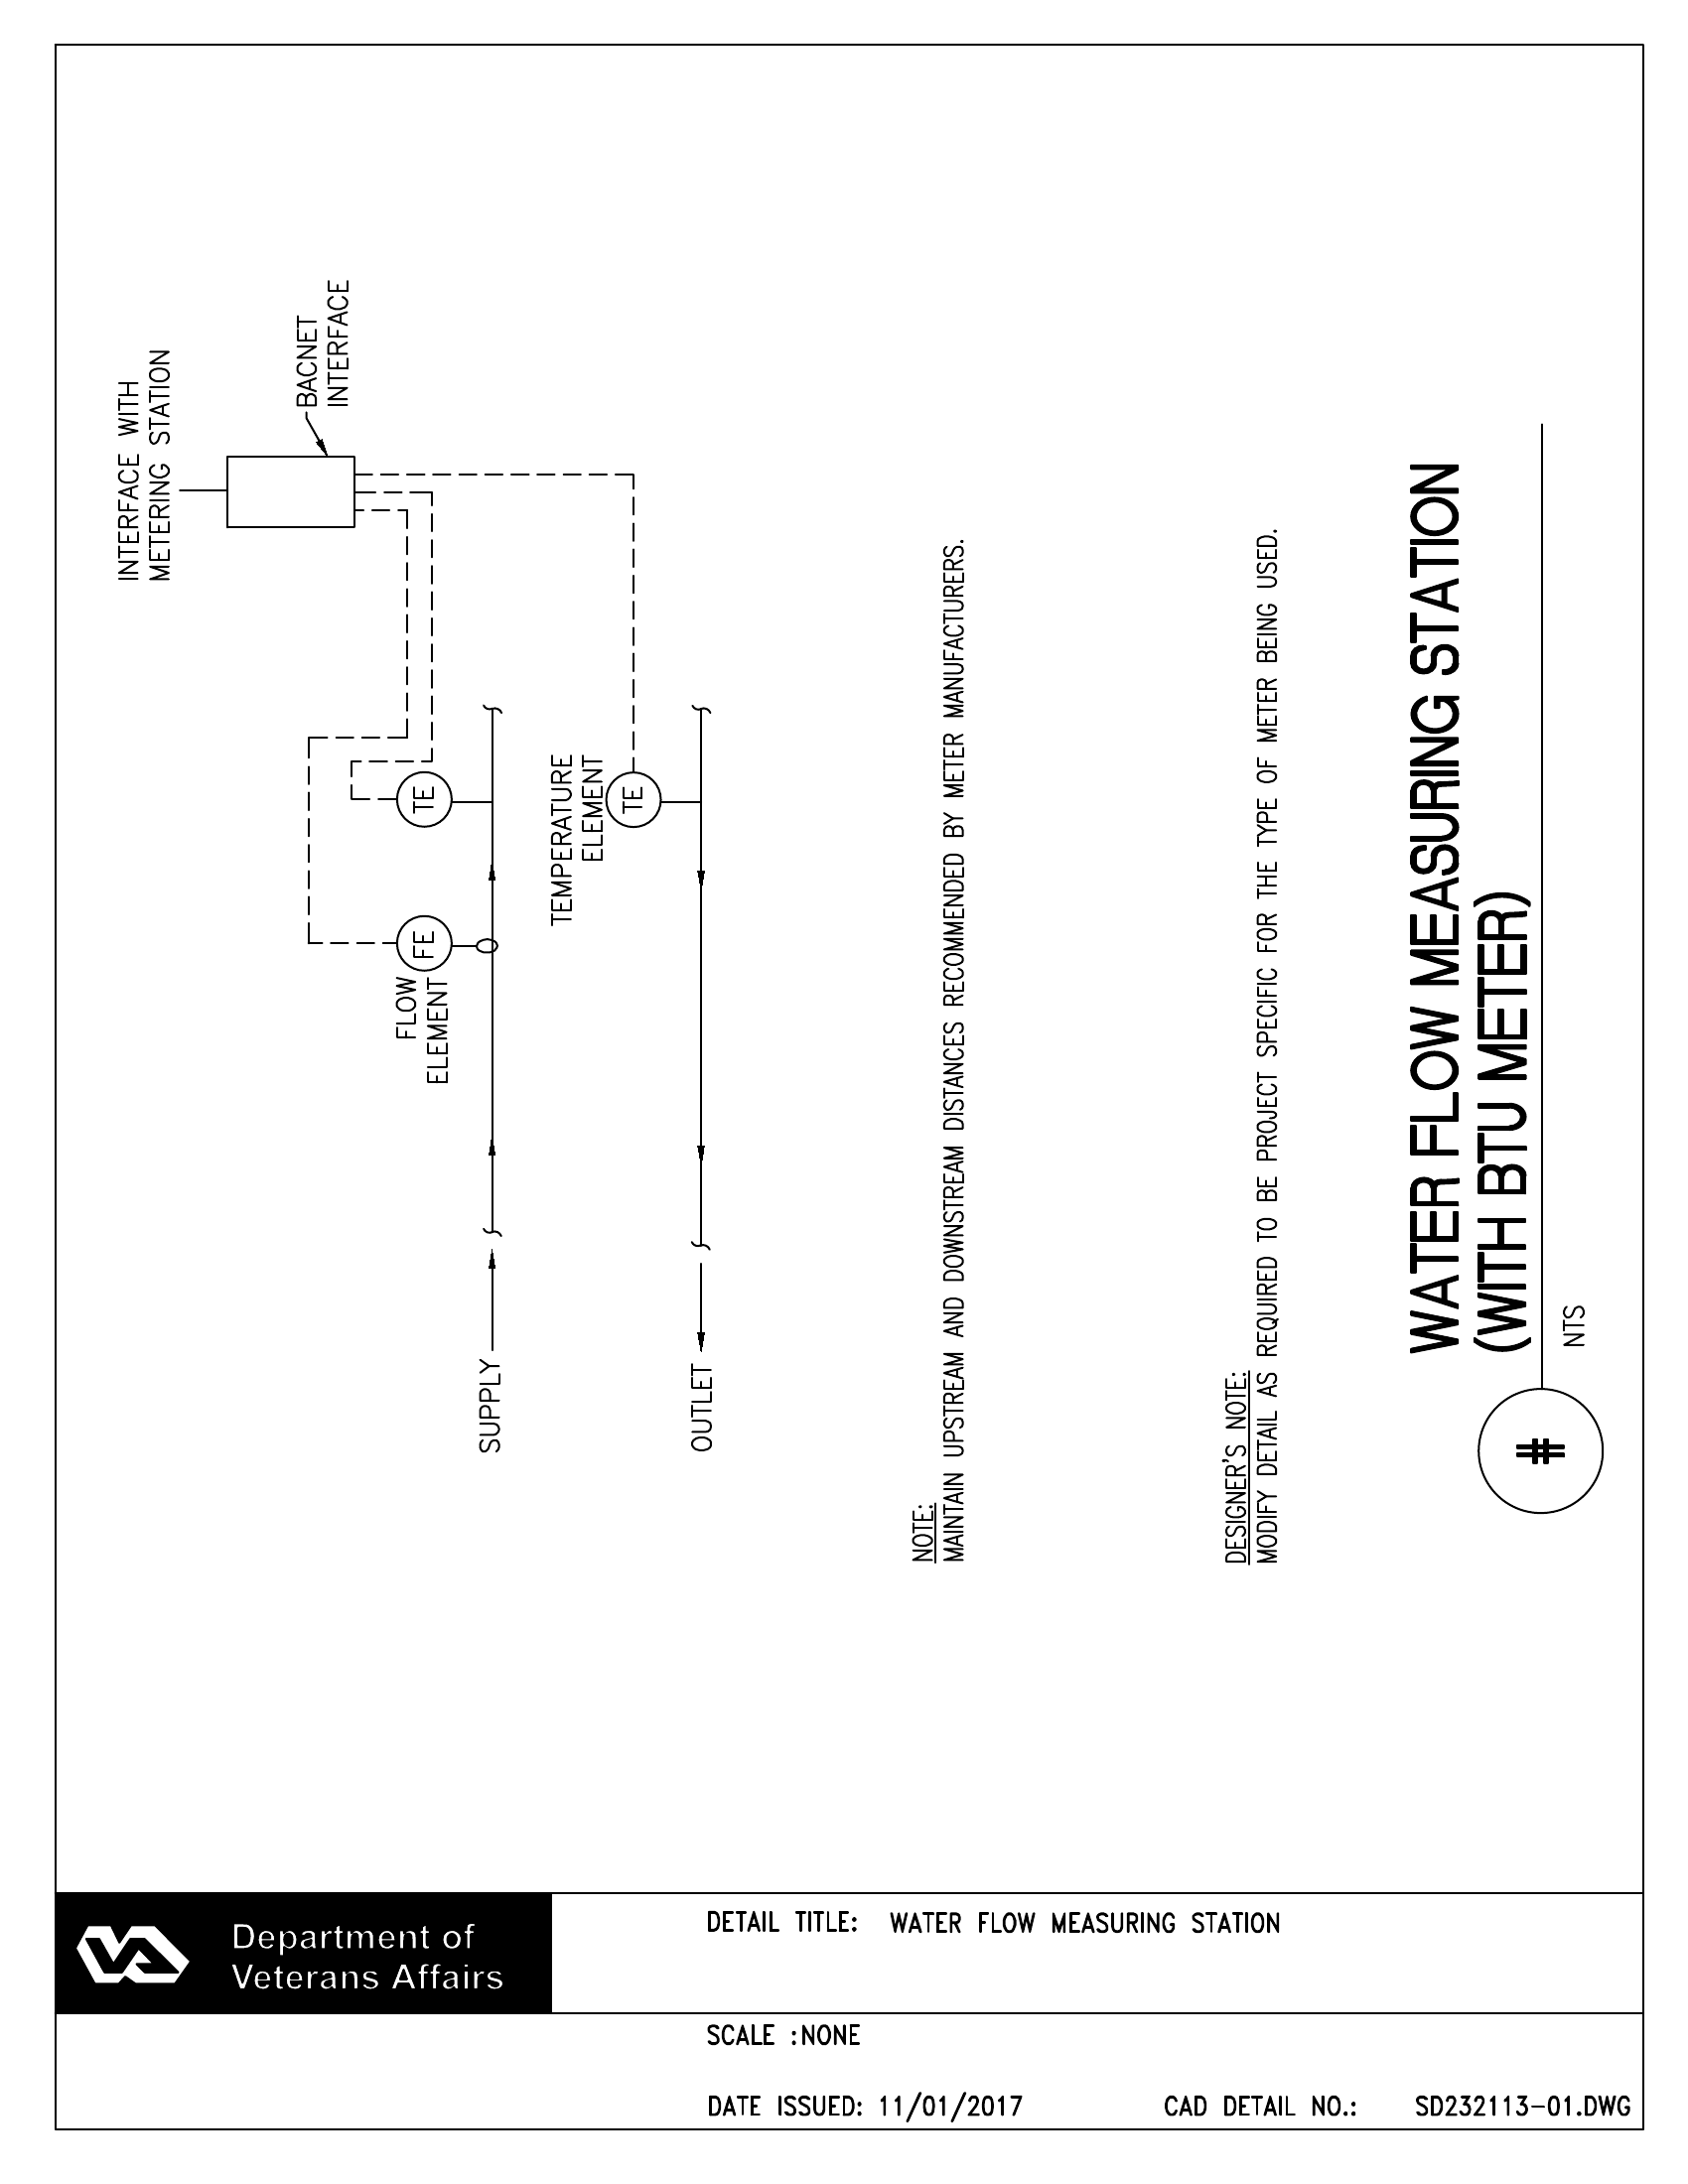 INTERFACE WITH
METERING STATION
BACNET
INTERFACE
FLOW
ELEMENT
FE
TE
TEMPERATURE
ELEMENT
TE
SUPPLY
OUTLET
NOTE:
MAINTAIN UPSTREAM AND DOWNSTREAM DISTANCES RECOMMENDED BY METER MANUFACTURERS.
DESIGNER'S NOTE:
MODIFY DETAIL AS REQUIRED TO BE PROJECT SPECIFIC FOR THE TYPE OF METER BEING USED.
WATER FLOW MEASURING STATION
(WITH BTU METER)
#
NTS
VA
Department of
Veterans Affairs
DETAIL TITLE: WATER FLOW MEASURING STATION
SCALE :NONE
DATE ISSUED: 11/01/2017 CAD DETAIL NO.: SD232113-01.DWG